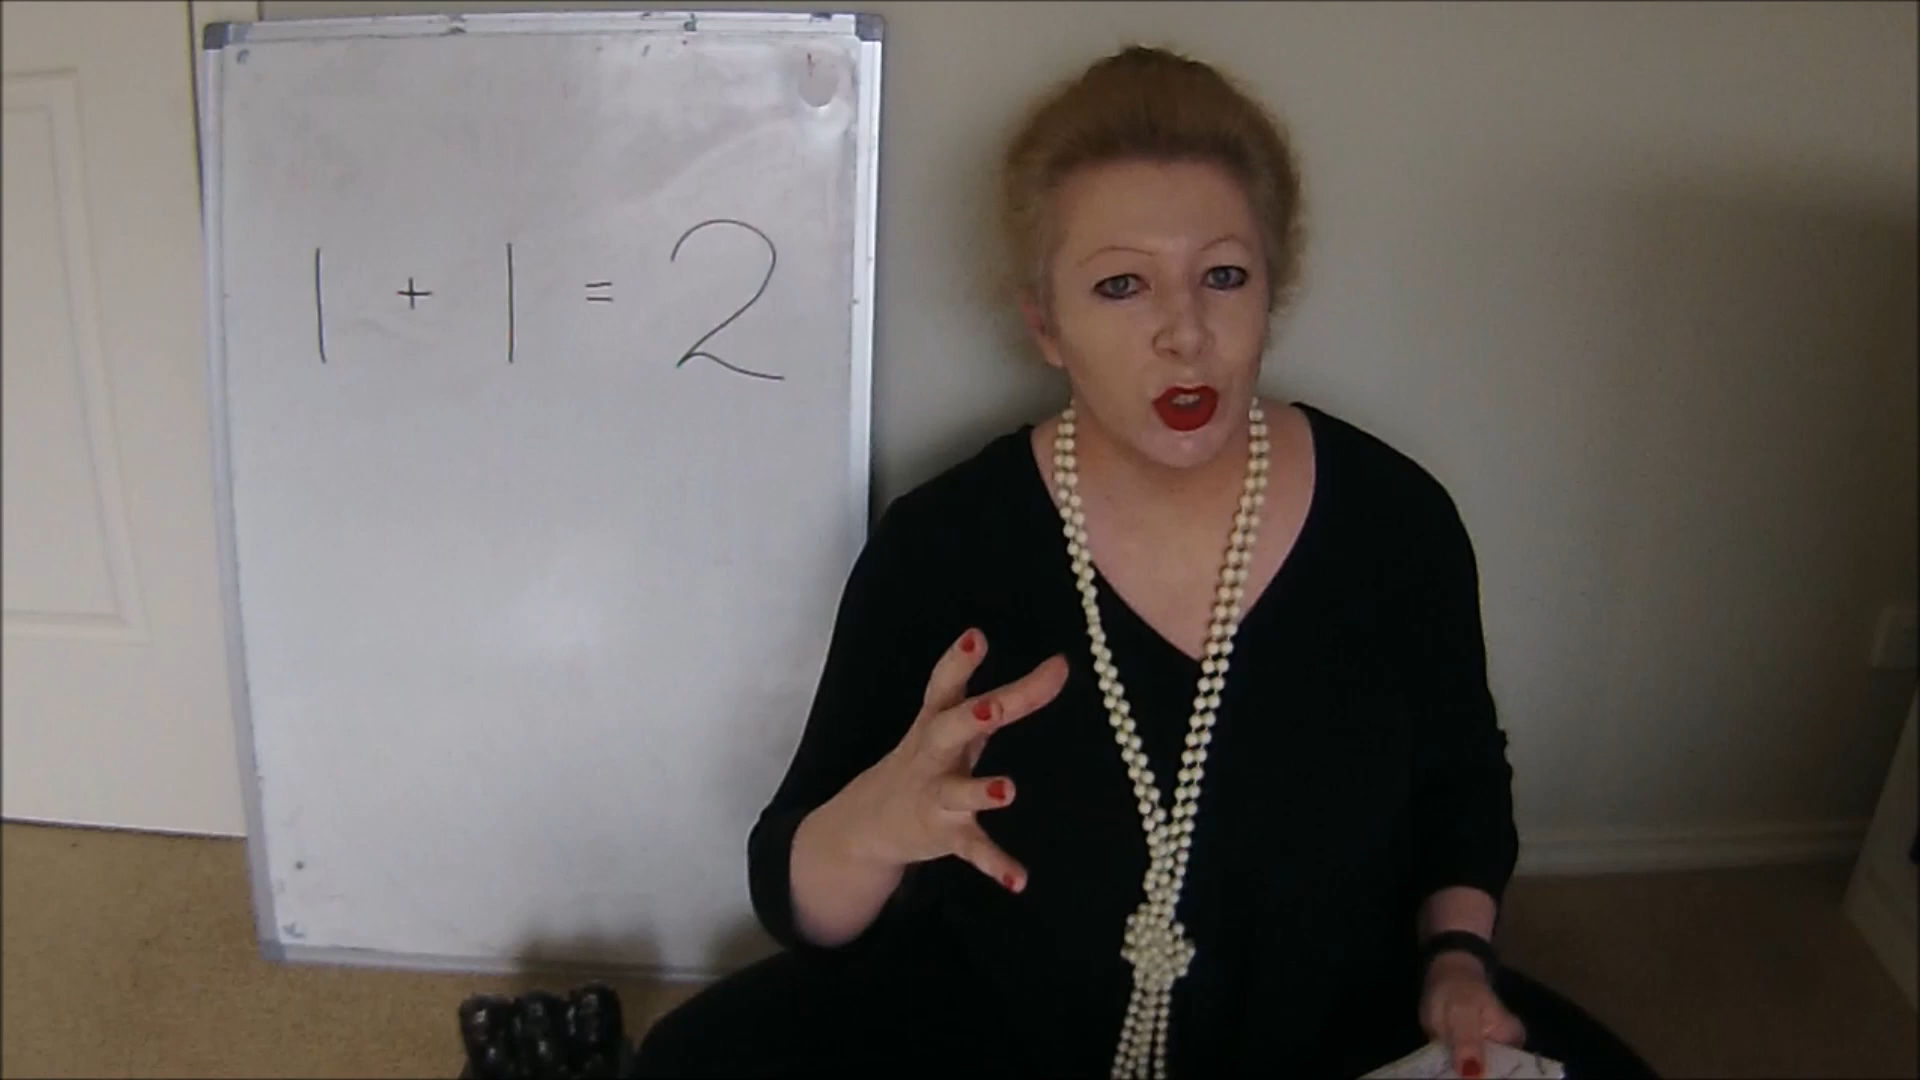 1 + 1 = 2